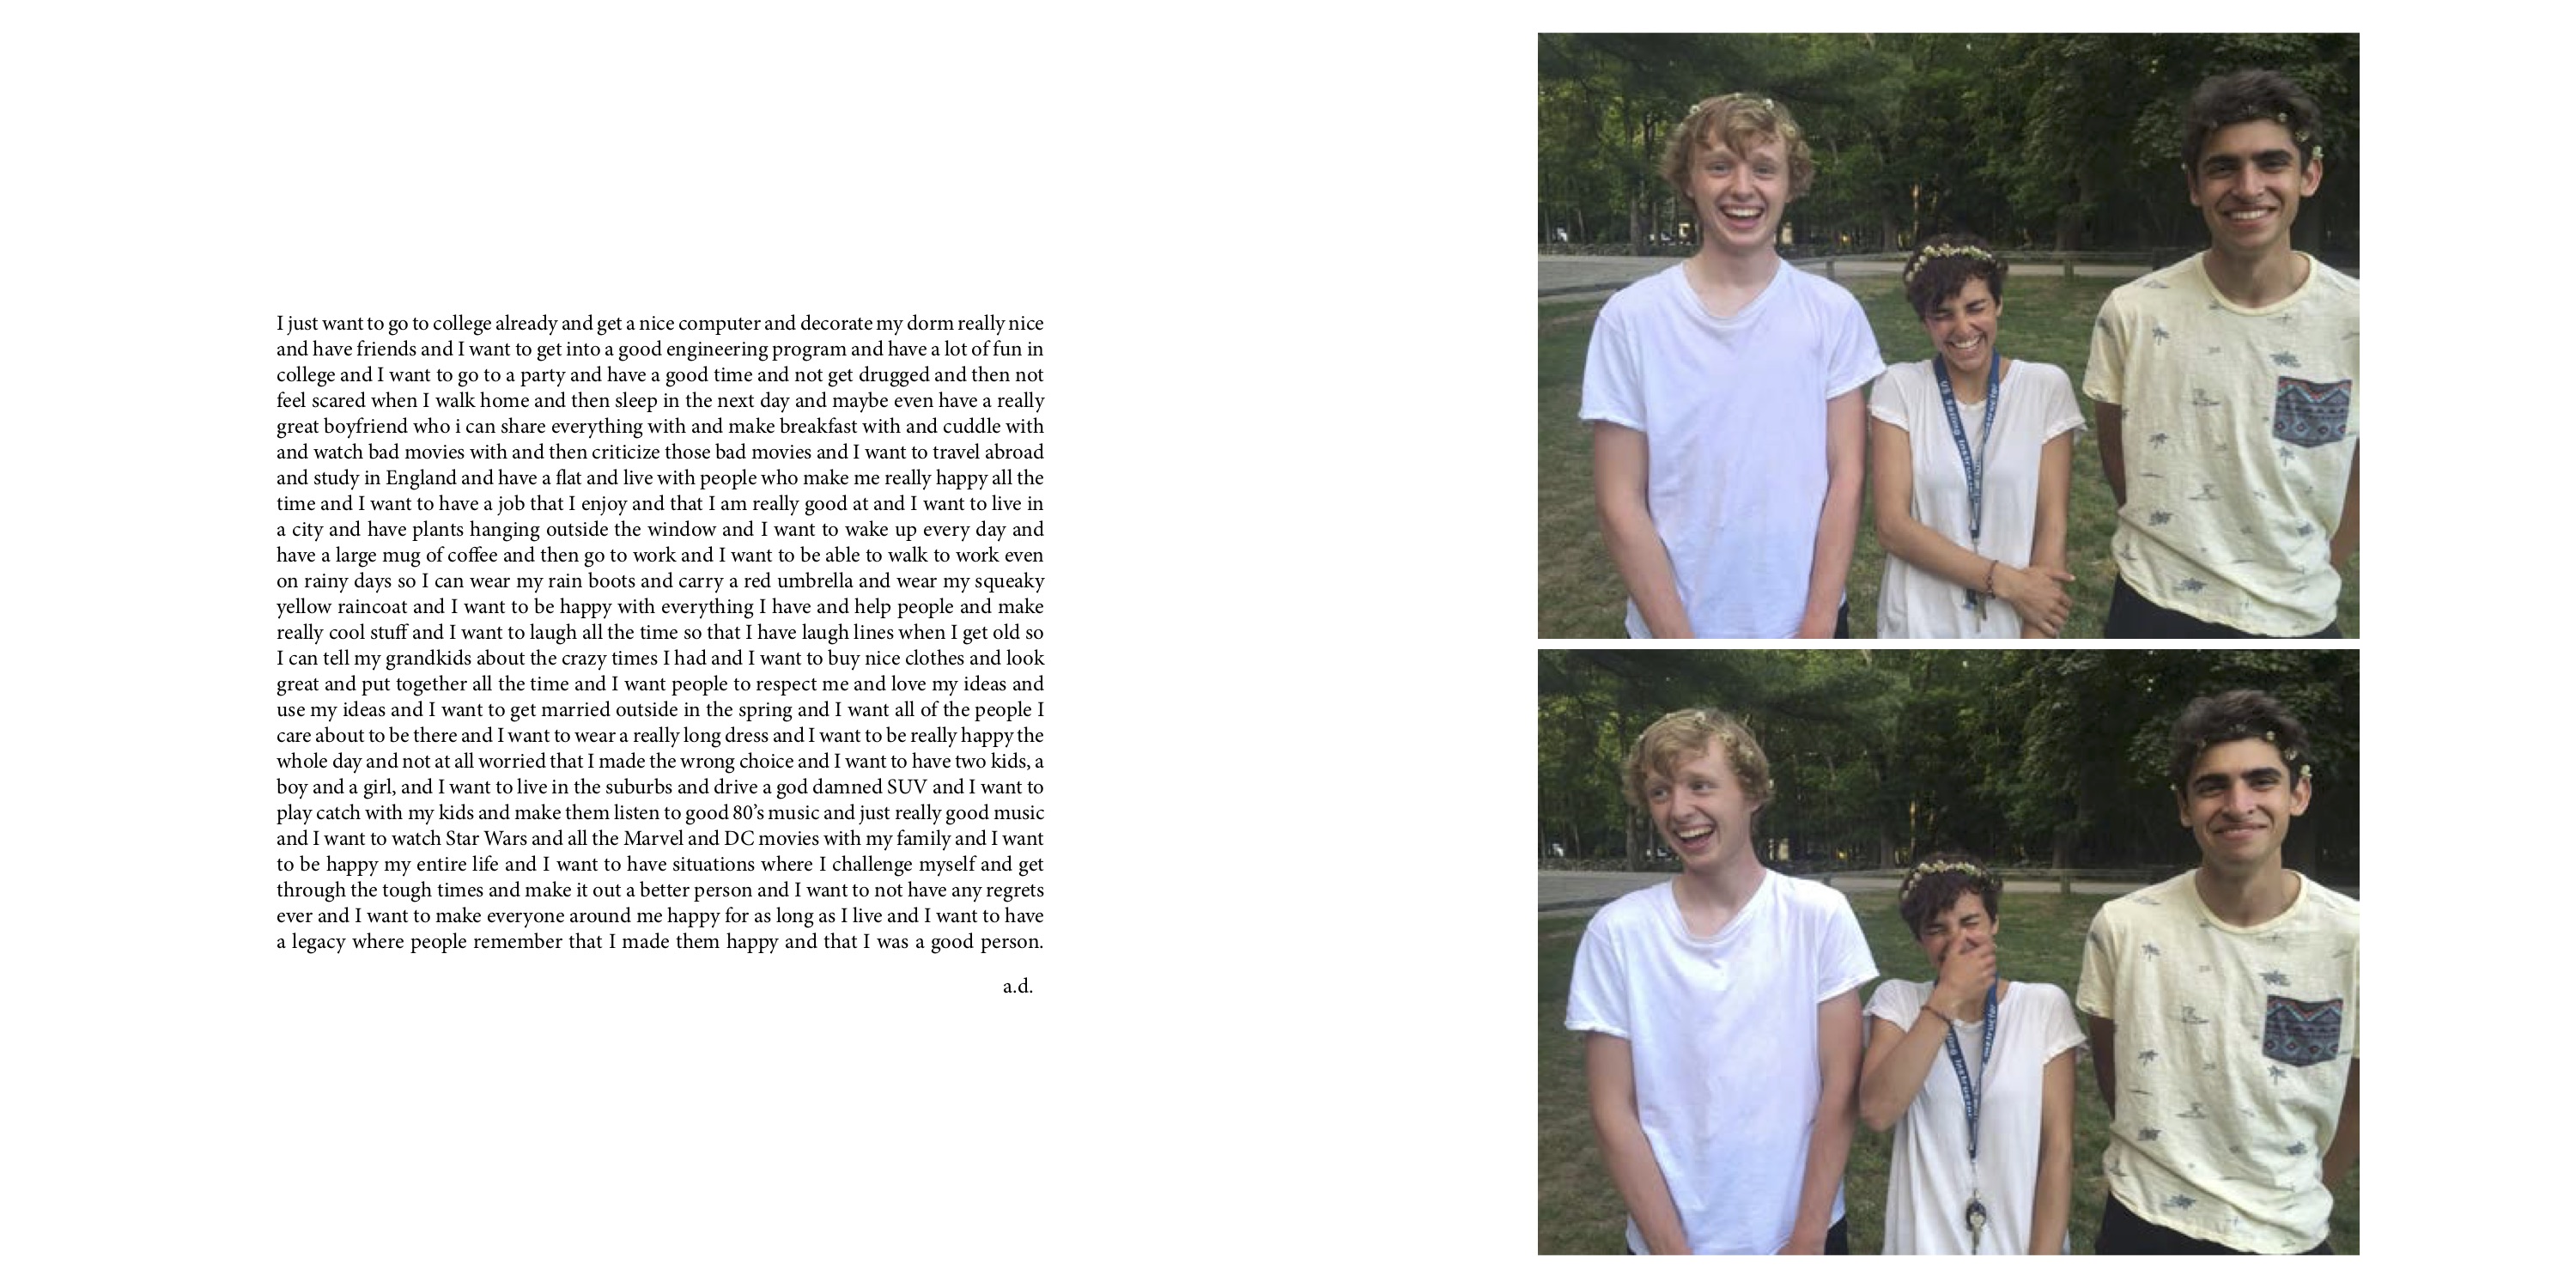 I just want to go to college already and get a nice computer and decorate my dorm really nice
and have friends and I want to get into a good engineering program and have a lot of fun in
college and I want to go to a party and have a good time and not get drugged and then not
feel scared when I walk home and then sleep in the next day and maybe even have a really
great boyfriend who i can share everything with and make breakfast with and cuddle with
and watch bad movies with and then criticize those bad movies and I want to travel abroad
and study in England and have a flat and live with people who make me really happy all the
time and I want to have a job that I enjoy and that I am really good at and I want to live in
a city and have plants hanging outside the window and I want to wake up every day and
have a large mug of coffee and then go to work and I want to be able to walk to work even
on rainy days so I can wear my rain boots and carry a red umbrella and wear my squeaky
yellow raincoat and I want to be happy with everything I have and help people and make
really cool stuff and I want to laugh all the time so that I have laugh lines when I get old so
I can tell my grandkids about the crazy times I had and I want to buy nice clothes and look
great and put together all the time and I want people to respect me and love my ideas and
use my ideas and I want to get married outside in the spring and I want all of the people I
care about to be there and I want to wear a really long dress and I want to be really happy the
whole day and not at all worried that I made the wrong choice and I want to have two kids, a
boy and a girl, and I want to live in the suburbs and drive a god damned SUV and I want to
play catch with my kids and make them listen to good 80’s music and just really good music
and I want to watch Star Wars and all the Marvel and DC movies with my family and I want
to be happy my entire life and I want to have situations where I challenge myself and get
through the tough times and make it out a better person and I want to not have any regrets
ever and I want to make everyone around me happy for as long as I live and I want to have
a legacy where people remember that I made them happy and that I was a good person.
a.d.
US Sailing Instructor
Instructor